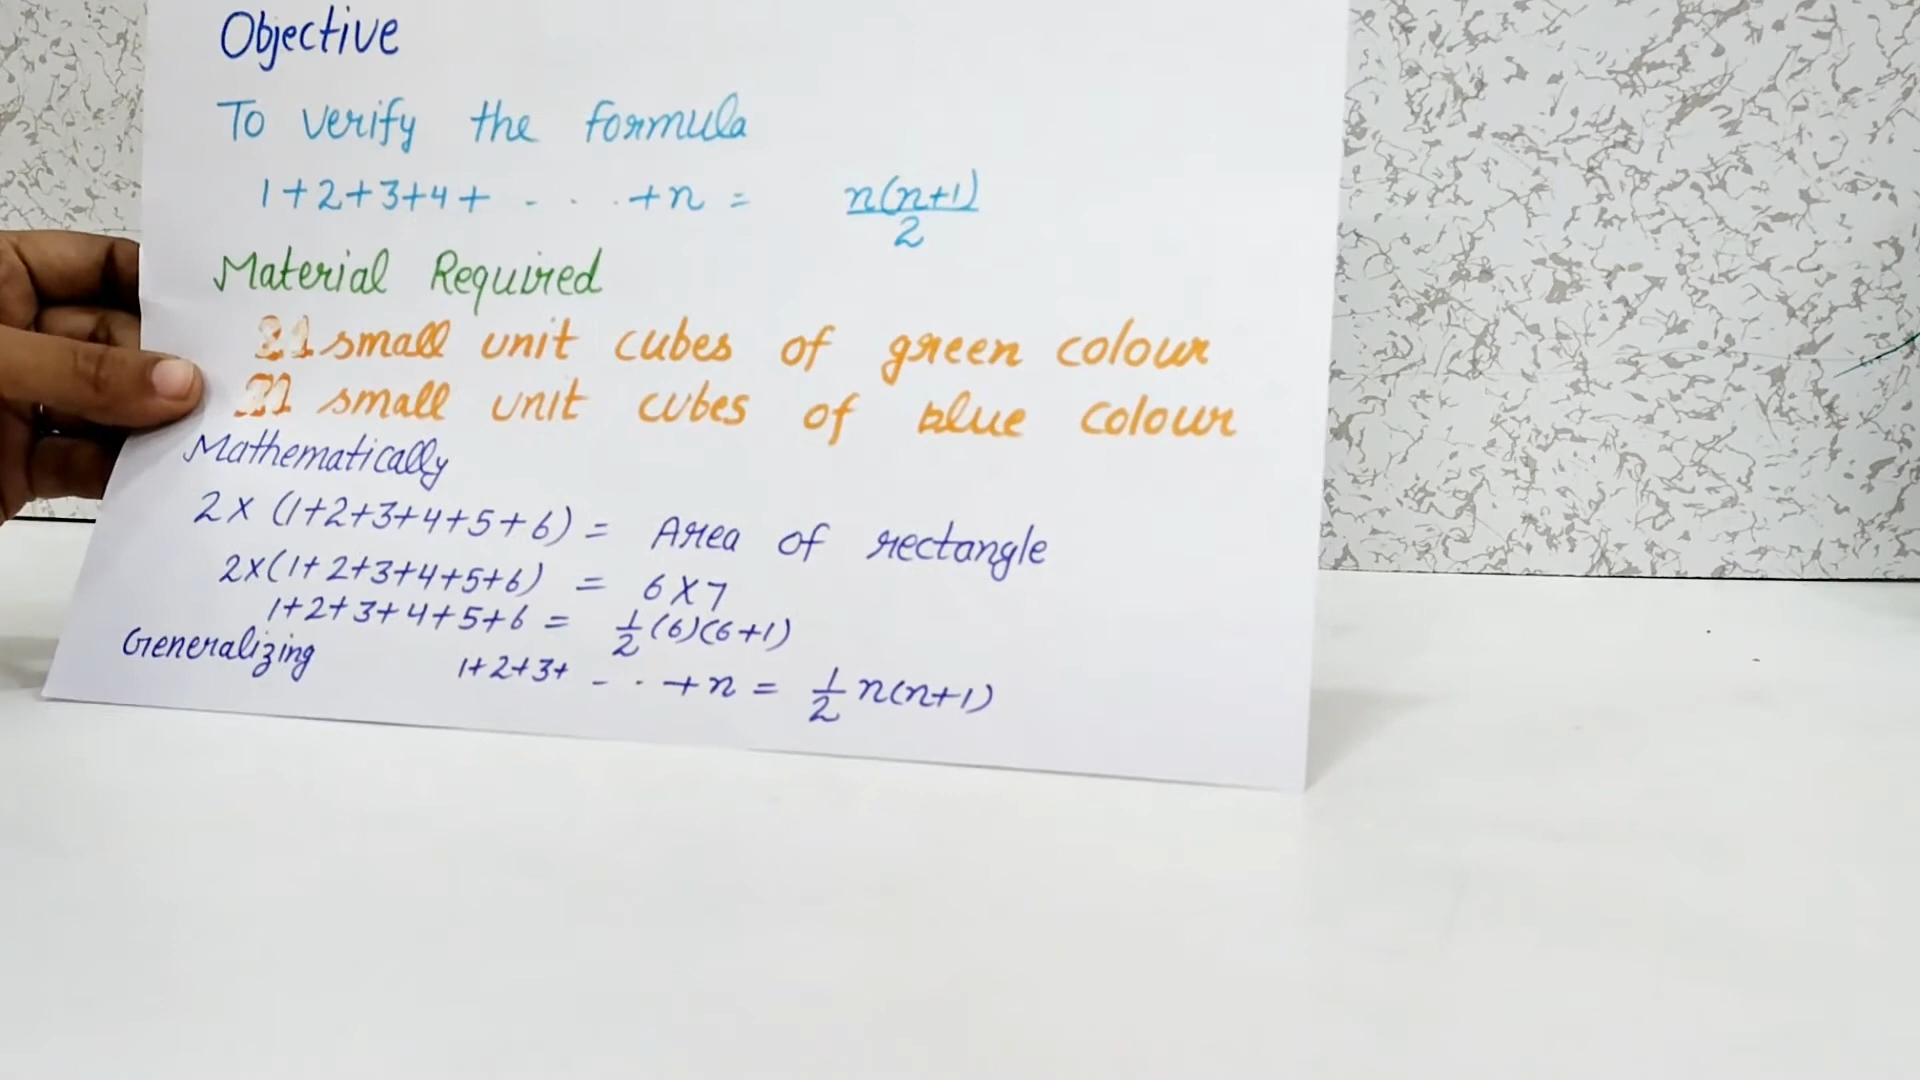 Objective
To verify the formula
1+2+3+4+ - . . +n = n(n+1)/2
Material Required
21 small unit cubes of green colour
21 small unit cubes of blue colour
Mathematically
2 x (1+2+3+4+5+6) = Area of rectangle
2x(1+2+3+4+5+6) = 6x7
1+2+3+4+5+6 = 1/2 (6)(6+1)
Generalizing 1+2+3+ - . . +n = 1/2 n(n+1)